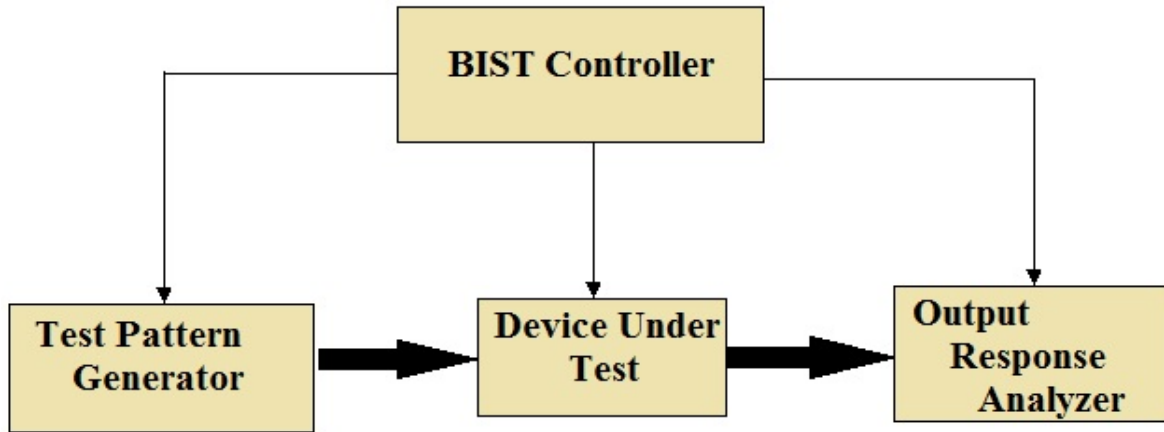 BIST Controller
Test Pattern
Generator
Device Under
Test
Output
Response
Analyzer